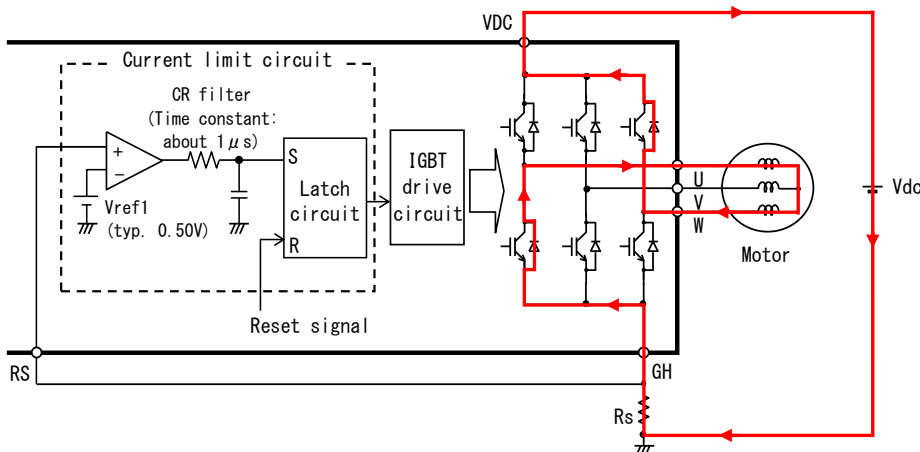 VDC
Current limit circuit
CR filter
(Time constant:
about 1μs)
+
−
Vref1
(typ. 0.50V)
S
Latch
circuit
R
Reset signal
IGBT
drive
circuit
U
V
W
Motor
Vdc
RS
GH
Rs